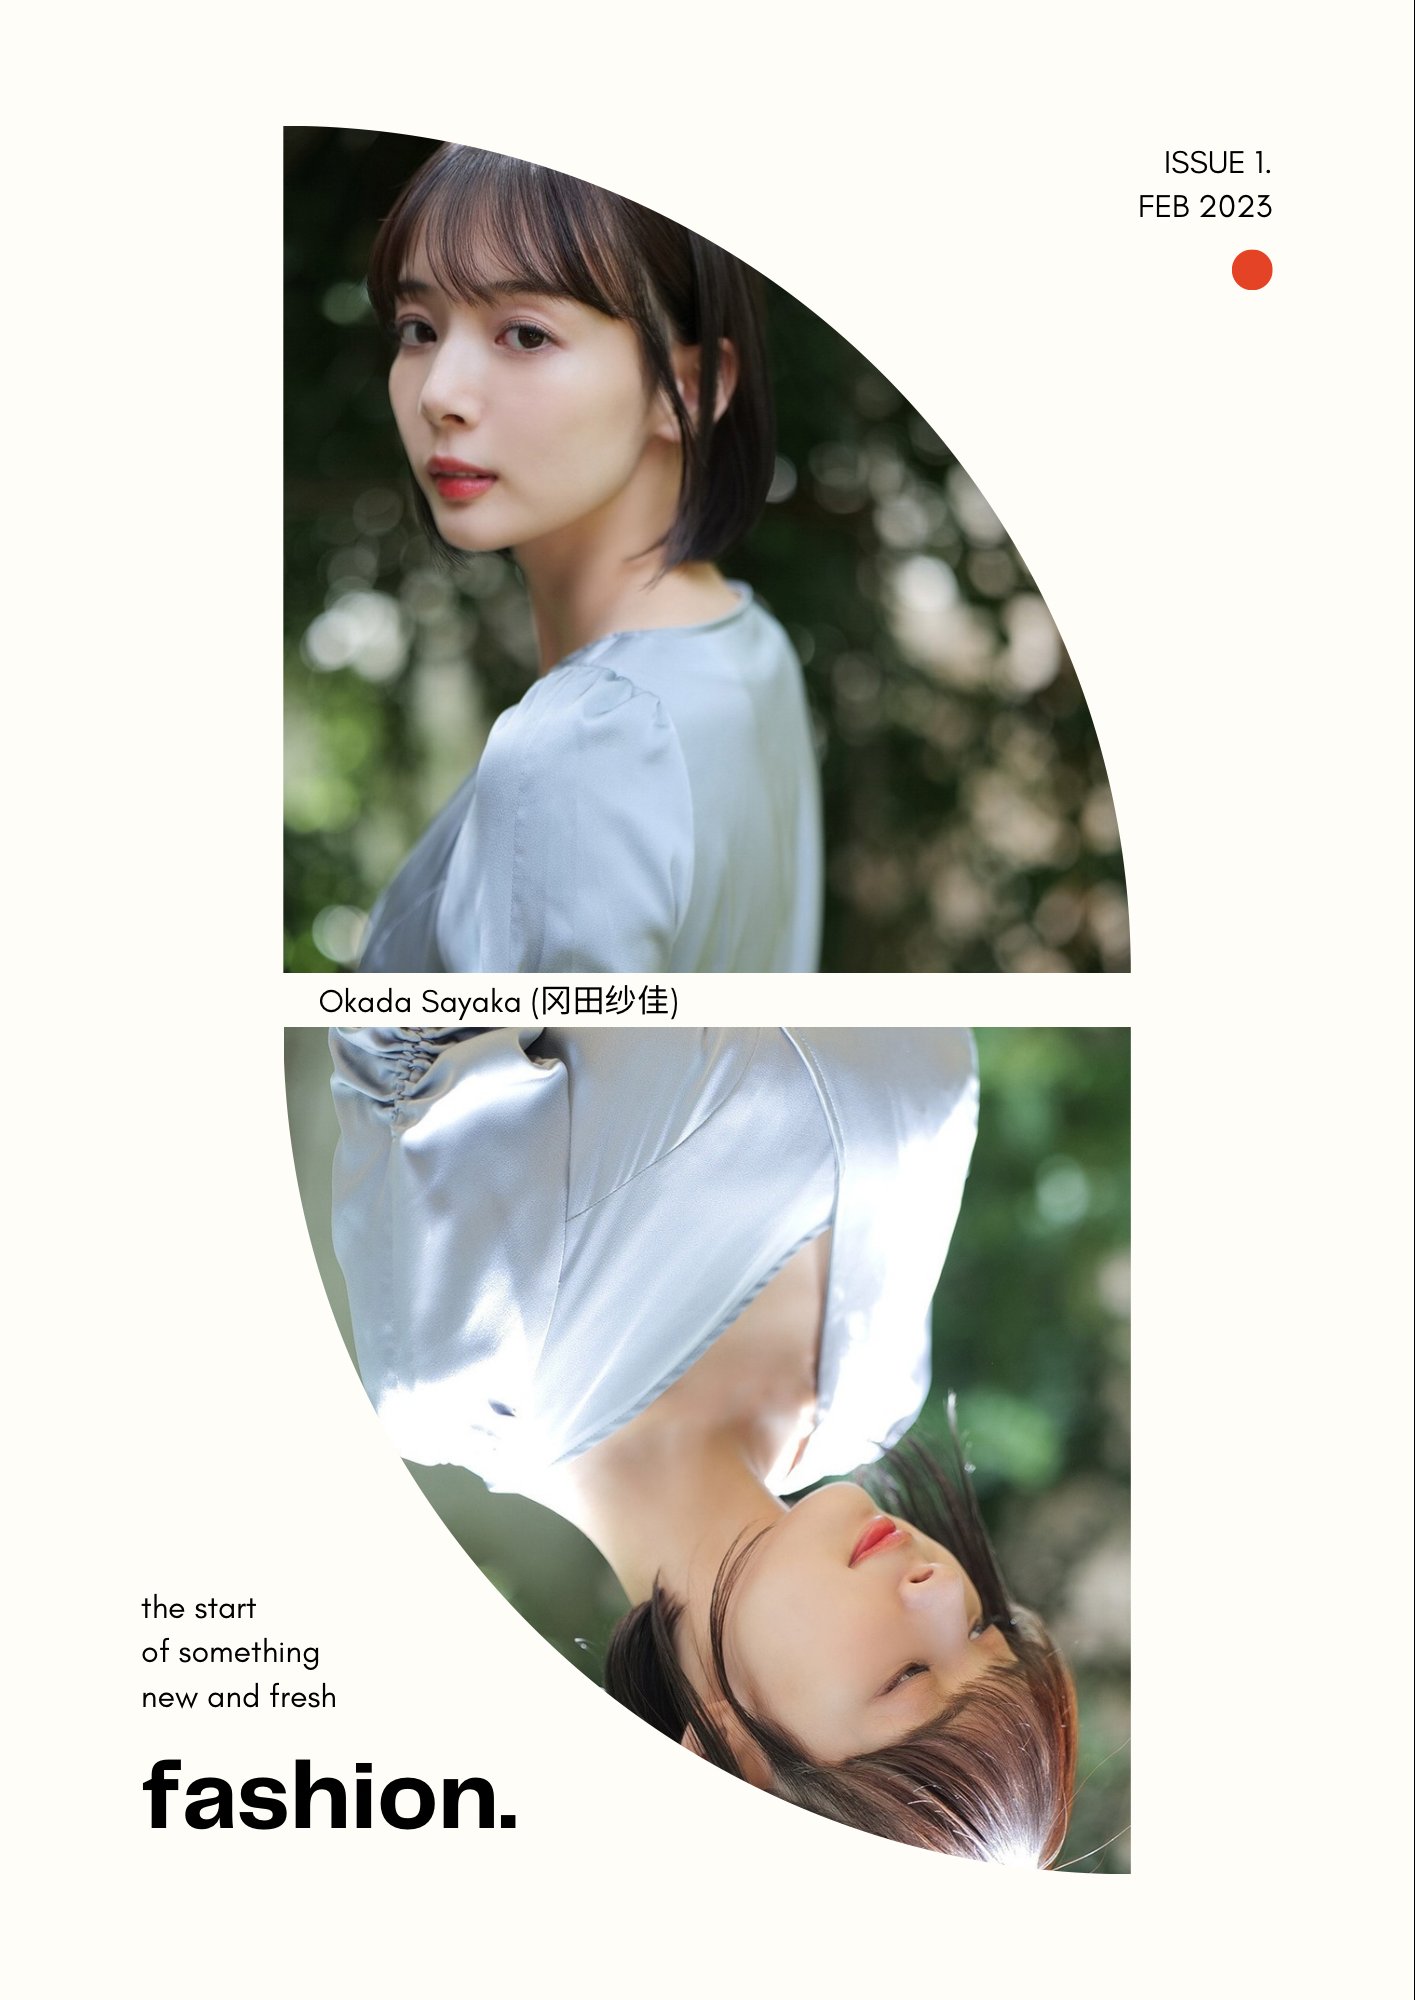 ISSUE 1.
FEB 2023
Okada Sayaka (冈田纱佳)
the start
of something
new and fresh
fashion.